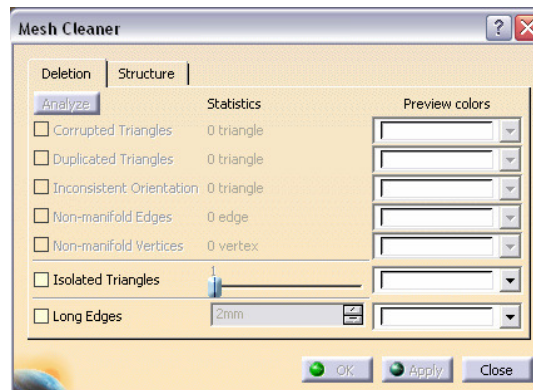 Mesh Cleaner ?
Deletion Structure
Analyze Statistics Preview colors
Corrupted Triangles 0 triangle
Duplicated Triangles 0 triangle
Inconsistent Orientation 0 triangle
Non-manifold Edges 0 edge
Non-manifold Vertices 0 vertex
1
Isolated Triangles
Long Edges 2mm
OK Apply Close